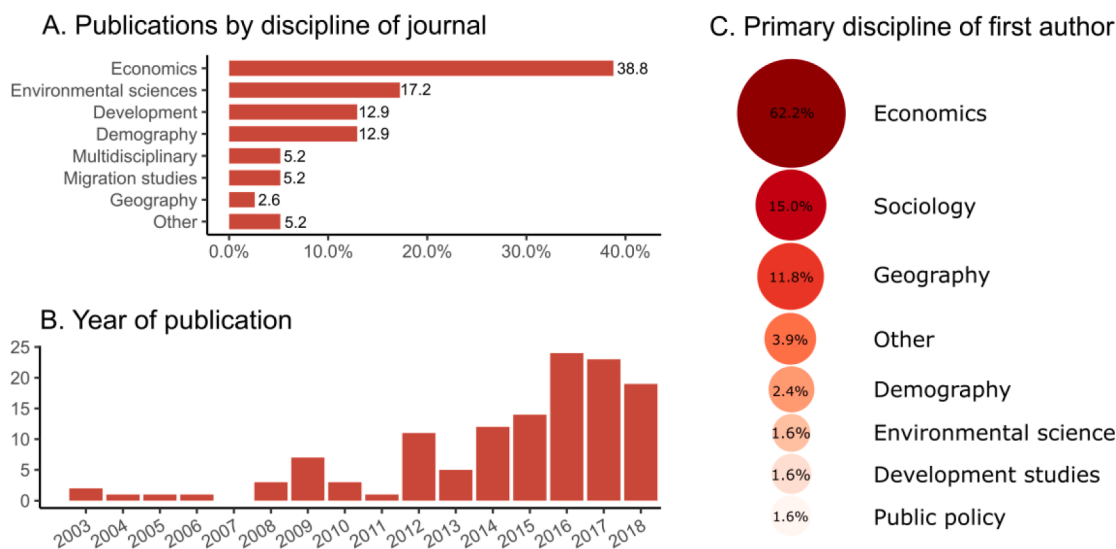 A. Publications by discipline of journal
Economics 38.8
Environmental sciences 17.2
Development 12.9
Demography 12.9
Multidisciplinary 5.2
Migration studies 5.2
Geography 2.6
Other 5.2
0.0% 10.0% 20.0% 30.0% 40.0%
B. Year of publication
25
20
15
10
5
0
2003 2004 2005 2006 2007 2008 2009 2010 2011 2012 2013 2014 2015 2016 2017 2018
C. Primary discipline of first author
62.2% Economics
15.0% Sociology
11.8% Geography
3.9% Other
2.4% Demography
1.6% Environmental science
1.6% Development studies
1.6% Public policy